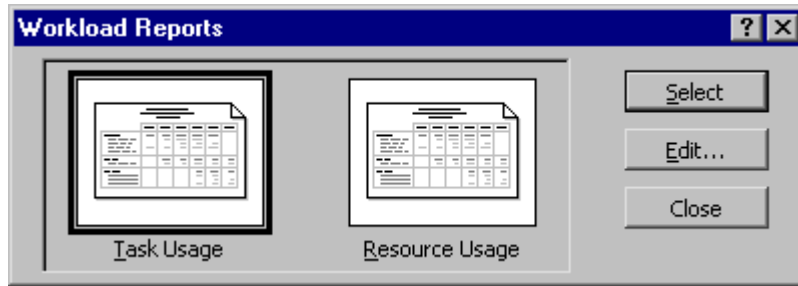 Workload Reports
Select
Edit...
Close
Task Usage
Resource Usage